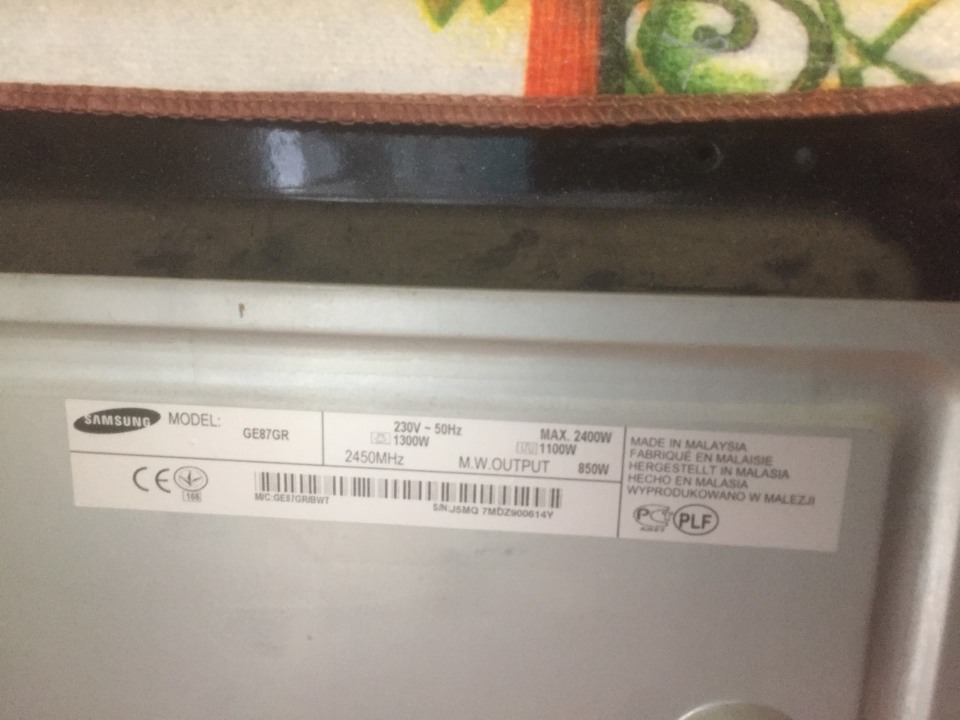 SAMSUNG MODEL: GE87GR
230V ~ 50Hz MAX. 2400W
1300W 1100W
2450MHz M.W.OUTPUT 850W
MADE IN MALAYSIA
FABRIQUÉ EN MALAISIE
HERGESTELLT IN MALASIA
HECHO EN MALASIA
WYPRODUKOWANO W MALEZJI
CE 166
M/C:GE87GR/BWT
S/N:J5MQ 7MDZ900614Y
PLF